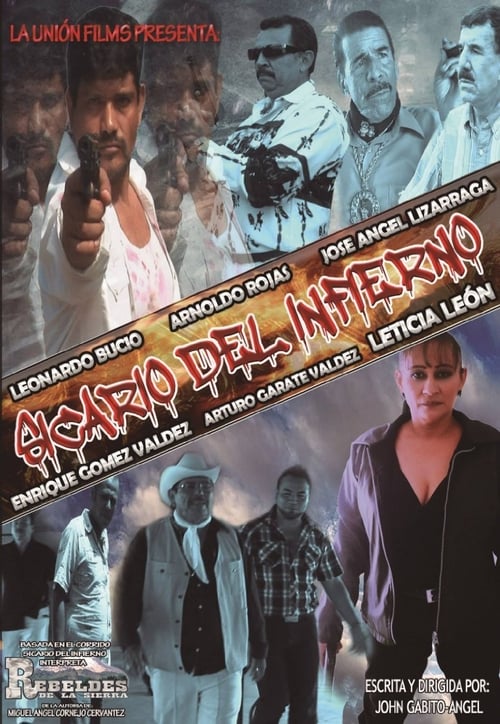 LA UNIÓN FILMS PRESENTA:
LEONARDO BUCIO
ARNOLDO ROJAS
JOSE ANGEL LIZARRAGA
SICARIO DEL INFIERNO
ENRIQUE GOMEZ VALDEZ
ARTURO GARATE VALDEZ
LETICIA LEÓN
BASADA EN EL CORRIDO
SICARIO DEL INFIERNO
INTERPRETA
REBELDES
DE LA SIERRA
DE LA AUTORIA DE:
MIGUEL ANGEL CORNEJO CERVANTEZ
ESCRITA Y DIRIGIDA POR:
JOHN GABITO-ANGEL